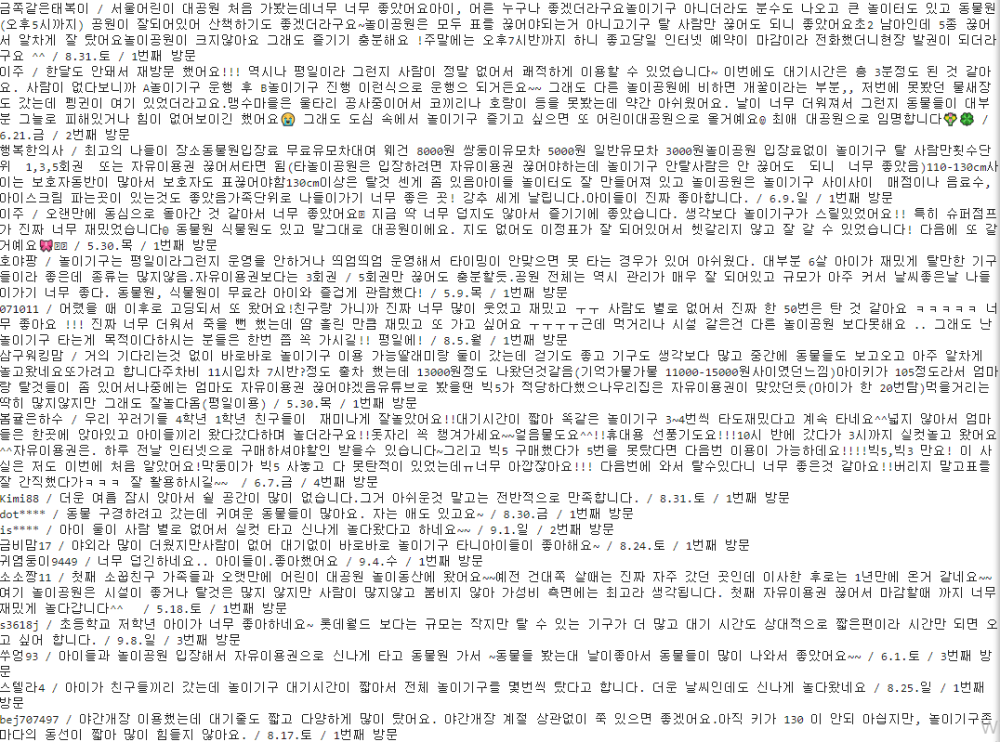 금쪽같은태복이 / 서울어린이 대공원 처음 가봤는데너무 너무 좋았어요아이, 어른 누구나 좋겠더라구요놀이기구 아니더라도 분수도 나오고 큰 놀이터도 있고 동물원
(오후5시까지) 공원이 잘되어있어 산책하기도 좋겠더라구요~놀이공원은 모두 표를 끊어야되는거 아니고기구 탈 사람만 끊어도 되니 좋았어요초2 남아인데 5종 끊어
서 알차게 잘 탔어요놀이공원이 크지않아요 그래도 즐기기 충분해요 !주말에는 오후7시반까지 하니 좋고당일 인터넷 예약이 마감이라 전화했더니현장 발권이 되더라
구요 ^^ / 8.31.토 / 1번째 방문
이주 / 한달도 안돼서 재방문 했어요!!! 역시나 평일이라 그런지 사람이 정말 없어서 쾌적하게 이용할 수 있었습니다~ 이번에도 대기시간은 총 3분정도 된 것 같아
요. 사람이 없다보니까 A놀이기구 운행 후 B놀이기구 진행 이런식으로 운행으 되거든요~~ 그래도 다른 놀이공원에 비하면 개꿀이라는 부분,, 저번에 못봤던 물새장
도 갔는데 펭귄이 여기 있었더라고요.맹수마을은 울타리 공사중이어서 코끼리나 호랑이 등을 못봤는데 약간 아쉬웠어요. 날이 너무 더워져서 그런지 동물들이 대부
분 그늘로 피해있거나 힘이 없어보이긴 했어요😭 그래도 도심 속에서 놀이기구 즐기고 싶으면 또 어린이대공원으로 올거예요 최애 대공원으로 임명합니다💐🍀 /
6.21.금 / 2번째 방문
행복한의사 / 최고의 나들이 장소동물원입장료 무료유모차대여 웨건 8000원 쌍둥이유모차 5000원 일반유모차 3000원놀이공원 입장료없이 놀이기구 탈 사람만횟수단
위  1,3,5회권  또는 자유이용권 끊어서타면 됨(타놀이공원은 입장하려면 자유이용권 끊어야하는데 놀이기구 안탈사람은 안 끊어도  되니  너무 좋았음)110-130cm사
이는 보호자동반이 많아서 보호자도 표끊어야함130cm이상은 탈것 센게 좀 있음아이들 놀이터도 잘 만들어져 있고 놀이공원은 놀이기구 사이사이  매점이나 음료수,
아이스크림 파는곳이 있는것도 좋았음가족단위로 나들이가기 너무 좋은 곳! 강추 세게 날립니다.아이들이 진짜 좋아합니다. / 6.9.일 / 1번째 방문
이주 / 오랜만에 동심으로 돌아간 것 같아서 너무 좋았어요 지금 딱 너무 덥지도 않아서 즐기기에 좋았습니다. 생각보다 놀이기구가 스릴있었어요!! 특히 슈퍼점프
가 진짜 너무 재밌었습니다 동물원 식물원도 있고 말그대로 대공원이에요. 지도 없어도 이정표가 잘 되어있어서 헷갈리지 않고 잘 갈 수 있었습니다! 다음에 또 갈
거예요🎀 / 5.30.목 / 1번째 방문
호야짱 / 놀이기구는 평일이라그런지 운영을 안하거나 띄엄띄엄 운영해서 타이밍이 안맞으면 못 타는 경우가 있어 아쉬웠다. 대부분 6살 아이가 재밌게 탈만한 기구
들이라 좋은데 종류는 많지않음.자유이용권보다는 3회권 / 5회권만 끊어도 충분할듯.공원 전체는 역시 관리가 매우 잘 되어있고 규모가 아주 커서 날씨좋은날 나들
이가기 너무 좋다. 동물원, 식물원이 무료라 아이와 즐겁게 관람했다! / 5.9.목 / 1번째 방문
071011 / 어렸을 때 이후로 고딩되서 또 왔어요!친구랑 가니까 진짜 너무 많이 웃었고 재밌고 ㅜㅜ 사람도 별로 없어서 진짜 한 50번은 탄 것 같아요 ㅋㅋㅋㅋㅋ 너
무 좋아요 !!! 진짜 너무 더워서 죽을 뻔 했는데 땀 흘린 만큼 재밌고 또 가고 싶어요 ㅜㅜㅜㅜ근데 먹거리나 시설 같은건 다른 놀이공원 보다못해요 .. 그래도 난
놀이기구 타는게 목적이다하시는 분들은 한번 쯤 꼭 가시길!! 평일에! / 8.5.월 / 1번째 방문
삼구워킹맘 / 거의 기다리는것 없이 바로바로 놀이기구 이용 가능딸래미랑 둘이 갔는데 걷기도 좋고 기구도 생각보다 많고 중간에 동물들도 보고오고 아주 알차게
놀고왔네요또가려고 합니다주차비 11시입차 7시반?정도 출차 했는데 13000원정도 나왔던것같음(기억가물가물 11000-15000원사이였던느낌)아이키가 105정도라서 엄마
랑 탈것들이 좀 있어서나중에는 엄마도 자유이용권 끊어야겠음유튜브로 봤을땐 빅5가 적당하다했으나우리집은 자유이용권이 맞았던듯(아이가 한 20번탐)먹을거리는
딱히 많지않지만 그래도 잘놀다옴(평일이용) / 5.30.목 / 1번째 방문
봄귤은하수 / 우리 꾸러기들 4학년 1학년 친구들이  재미나게 잘놀았어요!!대기시간이 짧아 똑같은 놀이기구 3~4번씩 타도재밌다고 계속 타네요^^넓지 않아서 엄마
들은 한곳에 앉아있고 아이들끼리 왔다갔다하며 놀더라구요!!돗자리 꼭 챙겨가세요~~얼음물도요^^!!휴대용 선풍기도요!!!10시 반에 갔다가 3시까지 실컷놀고 왔어요
^^자유이용권은. 하루 전날 인터넷으로 구매하셔야할인 받을수 있습니다~그리고 빅5 구매했다가 5번을 못탔다면 다음번 이용이 가능하데요!!!!빅5,빅3 만요! 이 사
실은 저도 이번에 처음 알았어요!막둥이가 빅5 사놓고 다 못탄적이 있었는데ㅠ너무 아깝잖아요!!! 다음번에 와서 탈수있다니 너무 좋은것 같아요!!버리지 말고표를
잘 간직했다가ㅋㅋㅋ 잘 활용하시길~~  / 6.7.금 / 4번째 방문
Kimi88 / 더운 여름 잠시 앉아서 쉴 공간이 많이 없습니다.그거 아쉬운것 말고는 전반적으로 만족합니다. / 8.31.토 / 1번째 방문
dot**** / 동물 구경하려고 갔는데 귀여운 동물들이 많아요. 자는 애도 있고요~ / 8.30.금 / 1번째 방문
is**** / 아이 둘이 사람 별로 없어서 실컷 타고 신나게 놀다왔다고 하네요~~ / 9.1.일 / 2번째 방문
금비맘17 / 야외라 많이 더웠지만사람이 없어 대기없이 바로바로 놀이기구 타니아이들이 좋아해요~ / 8.24.토 / 1번째 방문
귀염둥이9449 / 너무 덥긴하네요.. 아이들이.좋아했어요 / 9.4.수 / 1번째 방문
소소짱11 / 첫째 소꿉친구 가족들과 오랫만에 어린이 대공원 놀이동산에 왔어요~~예전 건대쪽 살때는 진짜 자주 갔던 곳인데 이사한 후로는 1년만에 온거 같네요~~
여기 놀이공원은 시설이 좋거나 탈것은 많지 않지만 사람이 많지않고 붐비지 않아 가성비 측면에는 최고라 생각됩니다. 첫째 자유이용권 끊어서 마감할때 까지 너무
재밌게 놀다갑니다^^   / 5.18.토 / 1번째 방문
s3618j / 초등학교 저학년 아이가 너무 좋아하네요~ 롯데월드 보다는 규모는 작지만 탈 수 있는 기구가 더 많고 대기 시간도 상대적으로 짧은편이라 시간만 되면 오
고 싶어 합니다. / 9.8.일 / 3번째 방문
쑤엉93 / 아이들과 놀이공원 입장해서 자유이용권으로 신나게 타고 동물원 가서 ~동물들 봤는대 날이좋아서 동물들이 많이 나와서 좋았어요~~ / 6.1.토 / 3번째 방
문
스텔라4 / 아이가 친구들끼리 갔는데 놀이기구 대기시간이 짧아서 전체 놀이기구들 몇번씩 탔다고 합니다. 더운 날씨인데도 신나게 놀다왔네요 / 8.25.일 / 1번째
방문
bej707497 / 야간개장 이용했는데 대기줄도 짧고 다양하게 많이 탔어요. 야간개장 계절 상관없이 쭉 있으면 좋겠어요.아직 키가 130 이 안되 아쉽지만, 놀이기구존
마다의 동선이 짧아 많이 힘들지 않아요. / 8.17.토 / 1번째 방문